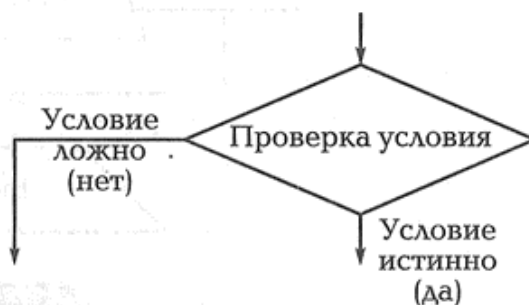 Условие
ложно
(нет)
Проверка условия
Условие
истинно
(да)